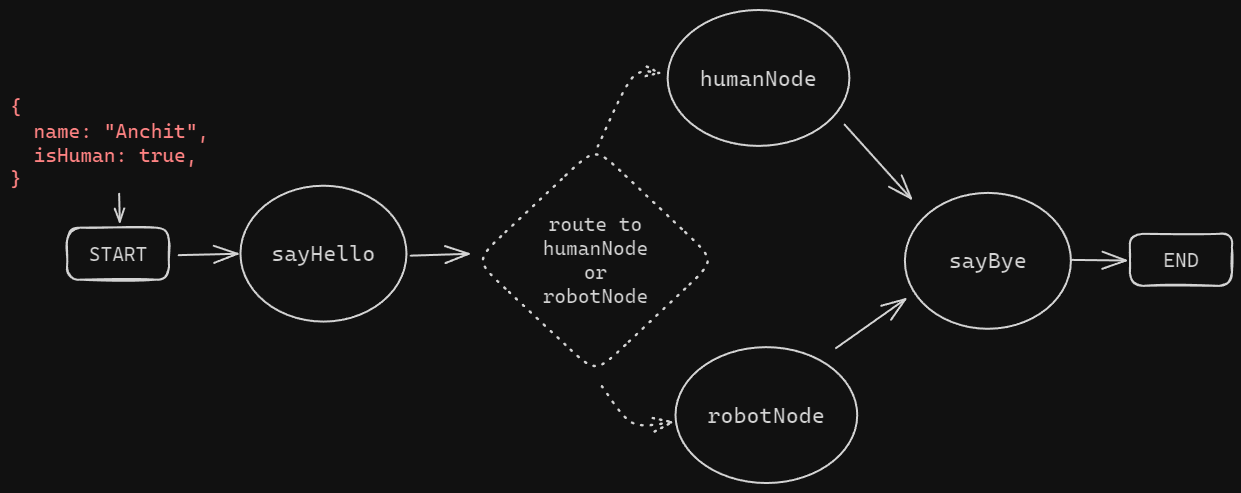 {
  name: "Anchit",
  isHuman: true,
}
START
sayHello
route to
humanNode
or
robotNode
humanNode
robotNode
sayBye
END